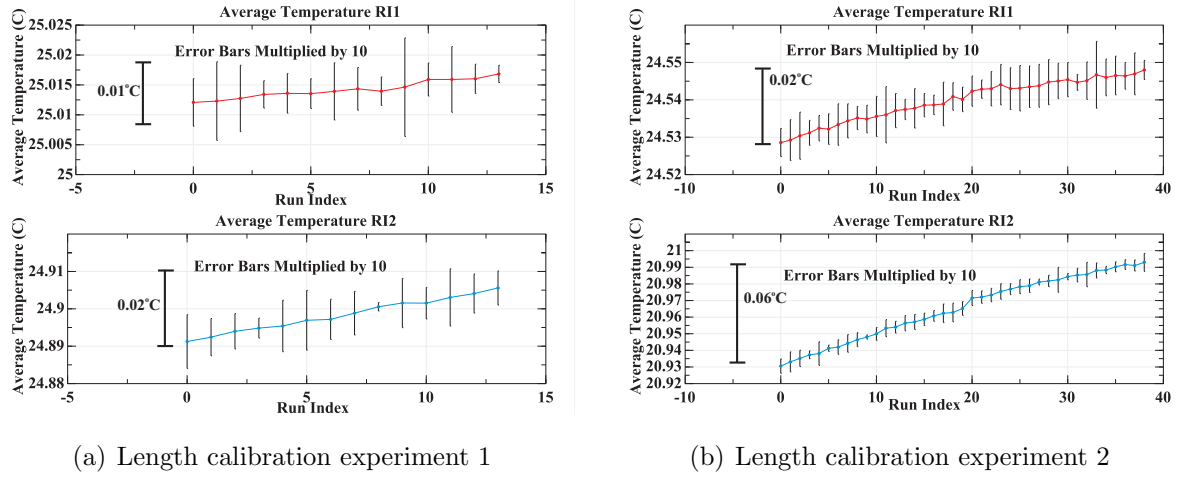 Average Temperature RI1
Average Temperature (C)
25.025
25.02
25.015
25.01
25.005
25
Error Bars Multiplied by 10
0.01°C
-5
0
5
10
15
Run Index
Average Temperature RI2
Average Temperature (C)
24.91
24.90
24.89
24.88
Error Bars Multiplied by 10
0.02°C
-5
0
5
10
15
Run Index
(a) Length calibration experiment 1
Average Temperature RI1
Average Temperature (C)
24.55
24.54
24.53
24.52
Error Bars Multiplied by 10
0.02°C
-10
0
10
20
30
40
Run Index
Average Temperature RI2
Average Temperature (C)
21
20.99
20.98
20.97
20.96
20.95
20.94
20.93
20.92
Error Bars Multiplied by 10
0.06°C
-10
0
10
20
30
40
Run Index
(b) Length calibration experiment 2